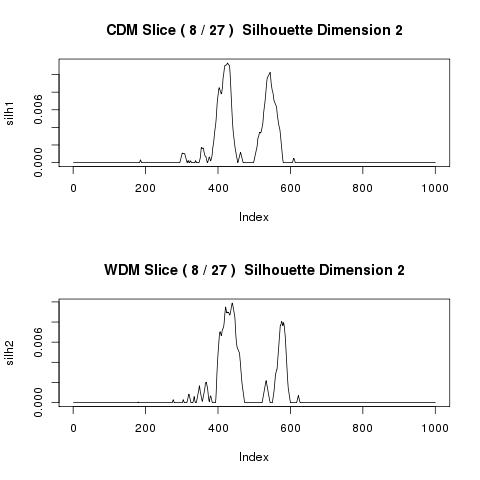 CDM Slice ( 8 / 27 )  Silhouette Dimension 2
silh1
0.006
0.000
0 200 400 600 800 1000
Index
WDM Slice ( 8 / 27 )  Silhouette Dimension 2
silh2
0.006
0.000
0 200 400 600 800 1000
Index